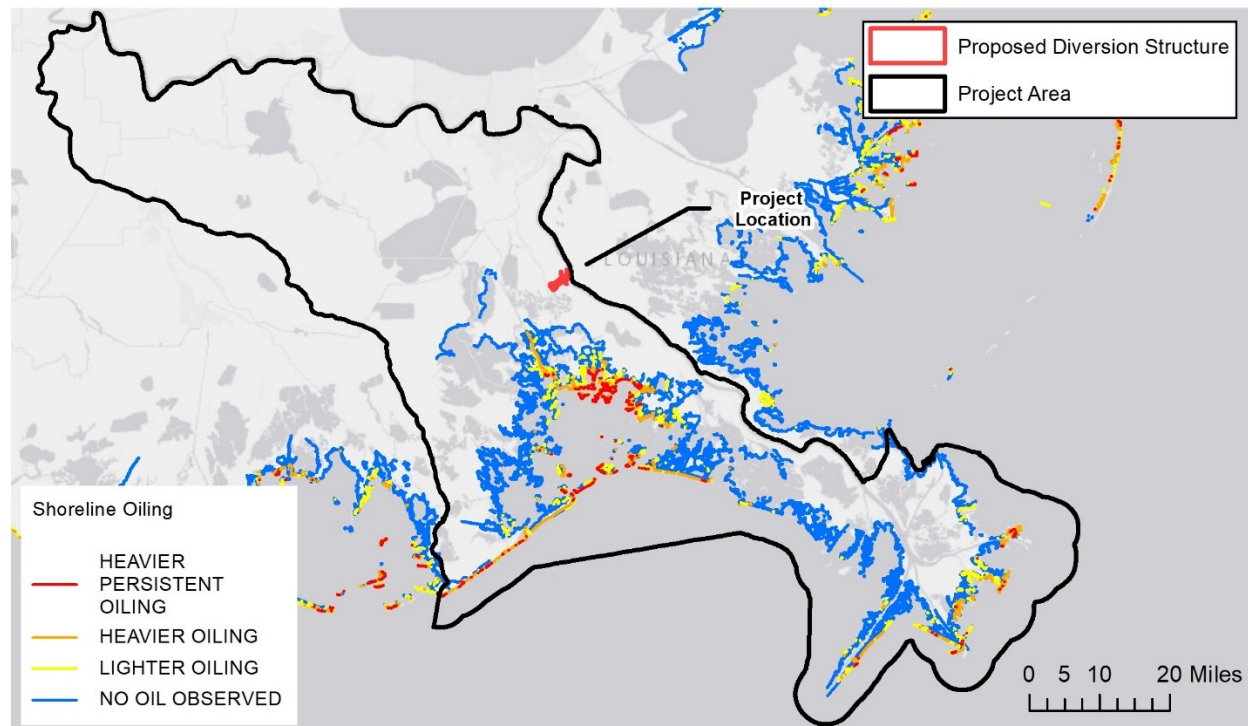 Proposed Diversion Structure
Project Area
Project
Location
LOUISIANA
Shoreline Oiling
HEAVIER
PERSISTENT
OILING
HEAVIER OILING
LIGHTER OILING
NO OIL OBSERVED
0 5 10 20 Miles